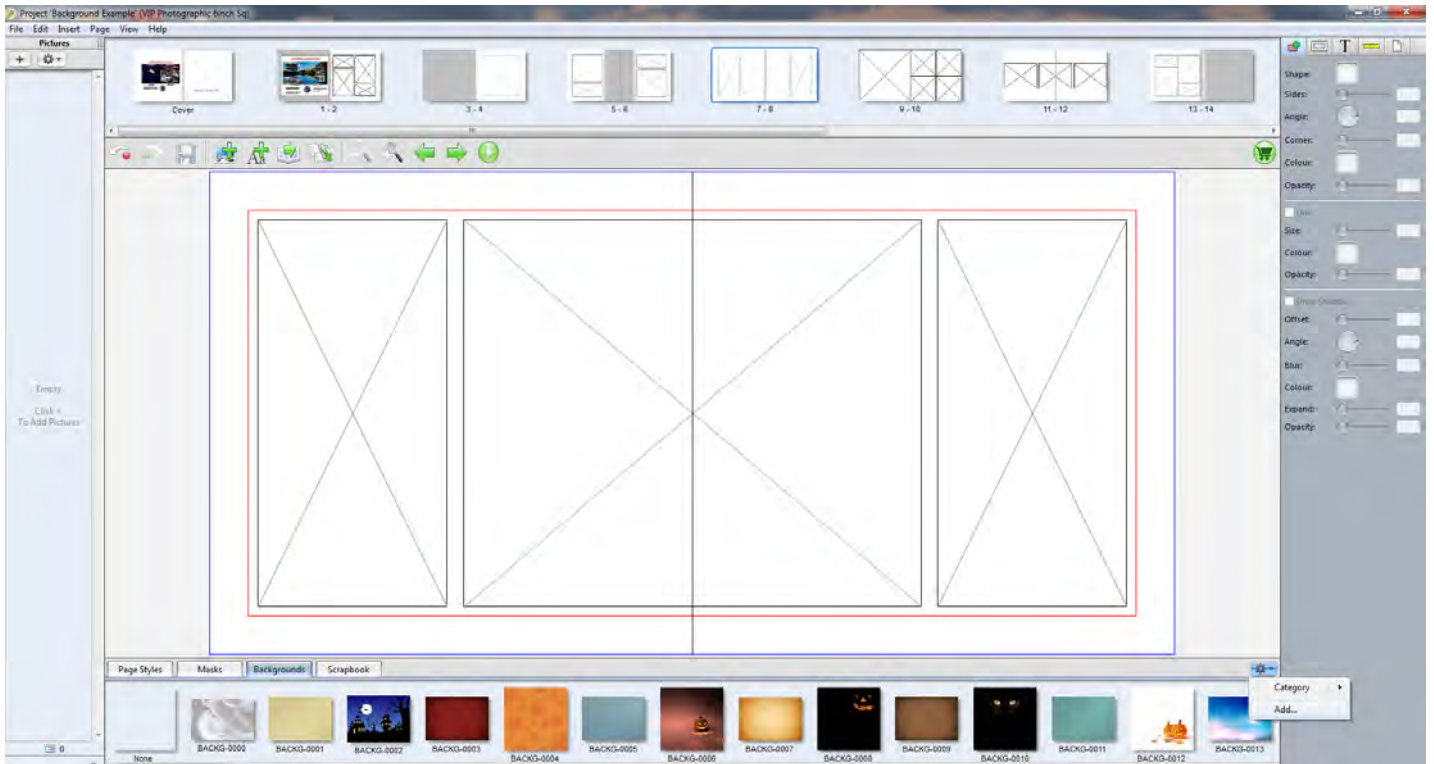 Project 'Background Example' (VIP Photographic 6inch Sq)
File Edit Insert Page View Help
Pictures
Cover
1 - 2
3 - 4
5 - 6
7 - 8
9 - 10
11 - 12
13 - 14
Shape:
Sides:
Angle:
Corner:
Colour:
Opacity:
Line
Size:
Colour:
Opacity:
Drop Shadow
Offset:
Angle:
Blur:
Colour:
Expand:
Opacity:
Empty
Click +
To Add Pictures
0
Page Styles
Masks
Backgrounds
Scrapbook
Category
Add...
None
BACKG-0000
BACKG-0001
BACKG-0002
BACKG-0003
BACKG-0004
BACKG-0005
BACKG-0006
BACKG-0007
BACKG-0008
BACKG-0009
BACKG-0010
BACKG-0011
BACKG-0012
BACKG-0013